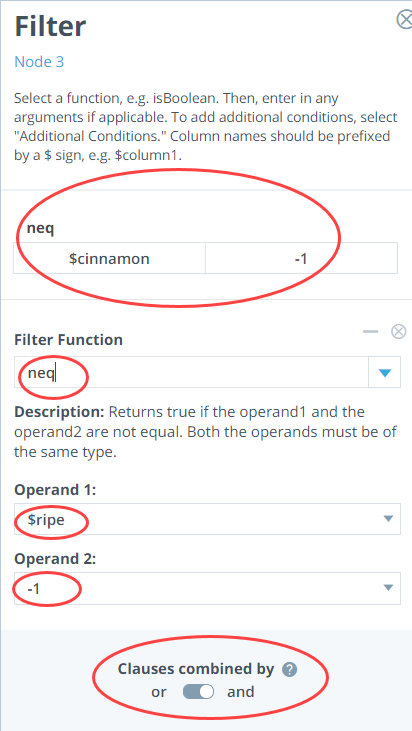 Filter
Node 3
Select a function, e.g. isBoolean. Then, enter in any
arguments if applicable. To add additional conditions, select
"Additional Conditions." Column names should be prefixed
by a $ sign, e.g. $column1.
neq
$cinnamon -1
Filter Function
neq
Description: Returns true if the operand1 and the
operand2 are not equal. Both the operands must be of
the same type.
Operand 1:
$ripe
Operand 2:
-1
Clauses combined by ?
or and